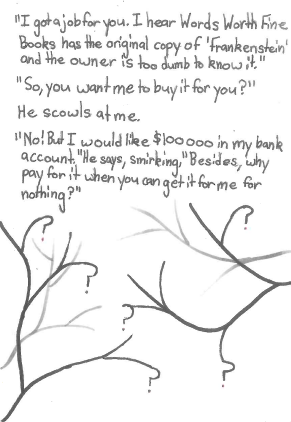 "I got a job for you. I hear Words Worth Fine
Books has the original copy of 'Frankenstein'
and the owner is too dumb to know it."
"So, you want me to buy it for you?"
He scowls at me.
"No! But I would like $100000 in my bank
account." He says, smirking, "Besides, why
pay for it when you can get it for me for
nothing?"
?
?
?
?
?
?